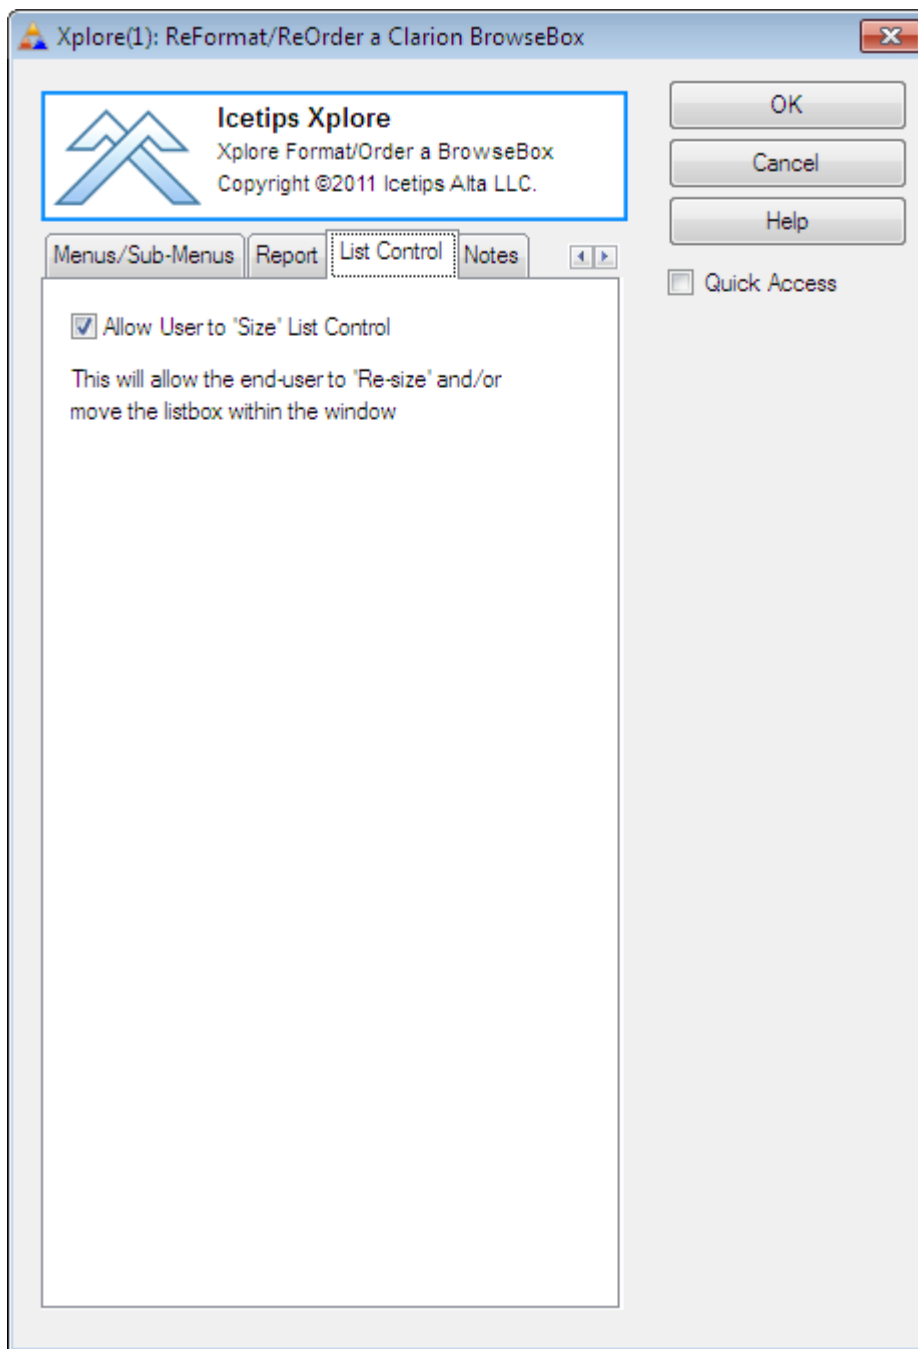 Xplore(1): ReFormat/ReOrder a Clarion BrowseBox
Icetips Xplore
Xplore Format/Order a BrowseBox
Copyright ©2011 Icetips Alta LLC.
OK
Cancel
Help
Quick Access
Menus/Sub-Menus
Report
List Control
Notes
Allow User to 'Size' List Control
This will allow the end-user to 'Re-size' and/or
move the listbox within the window